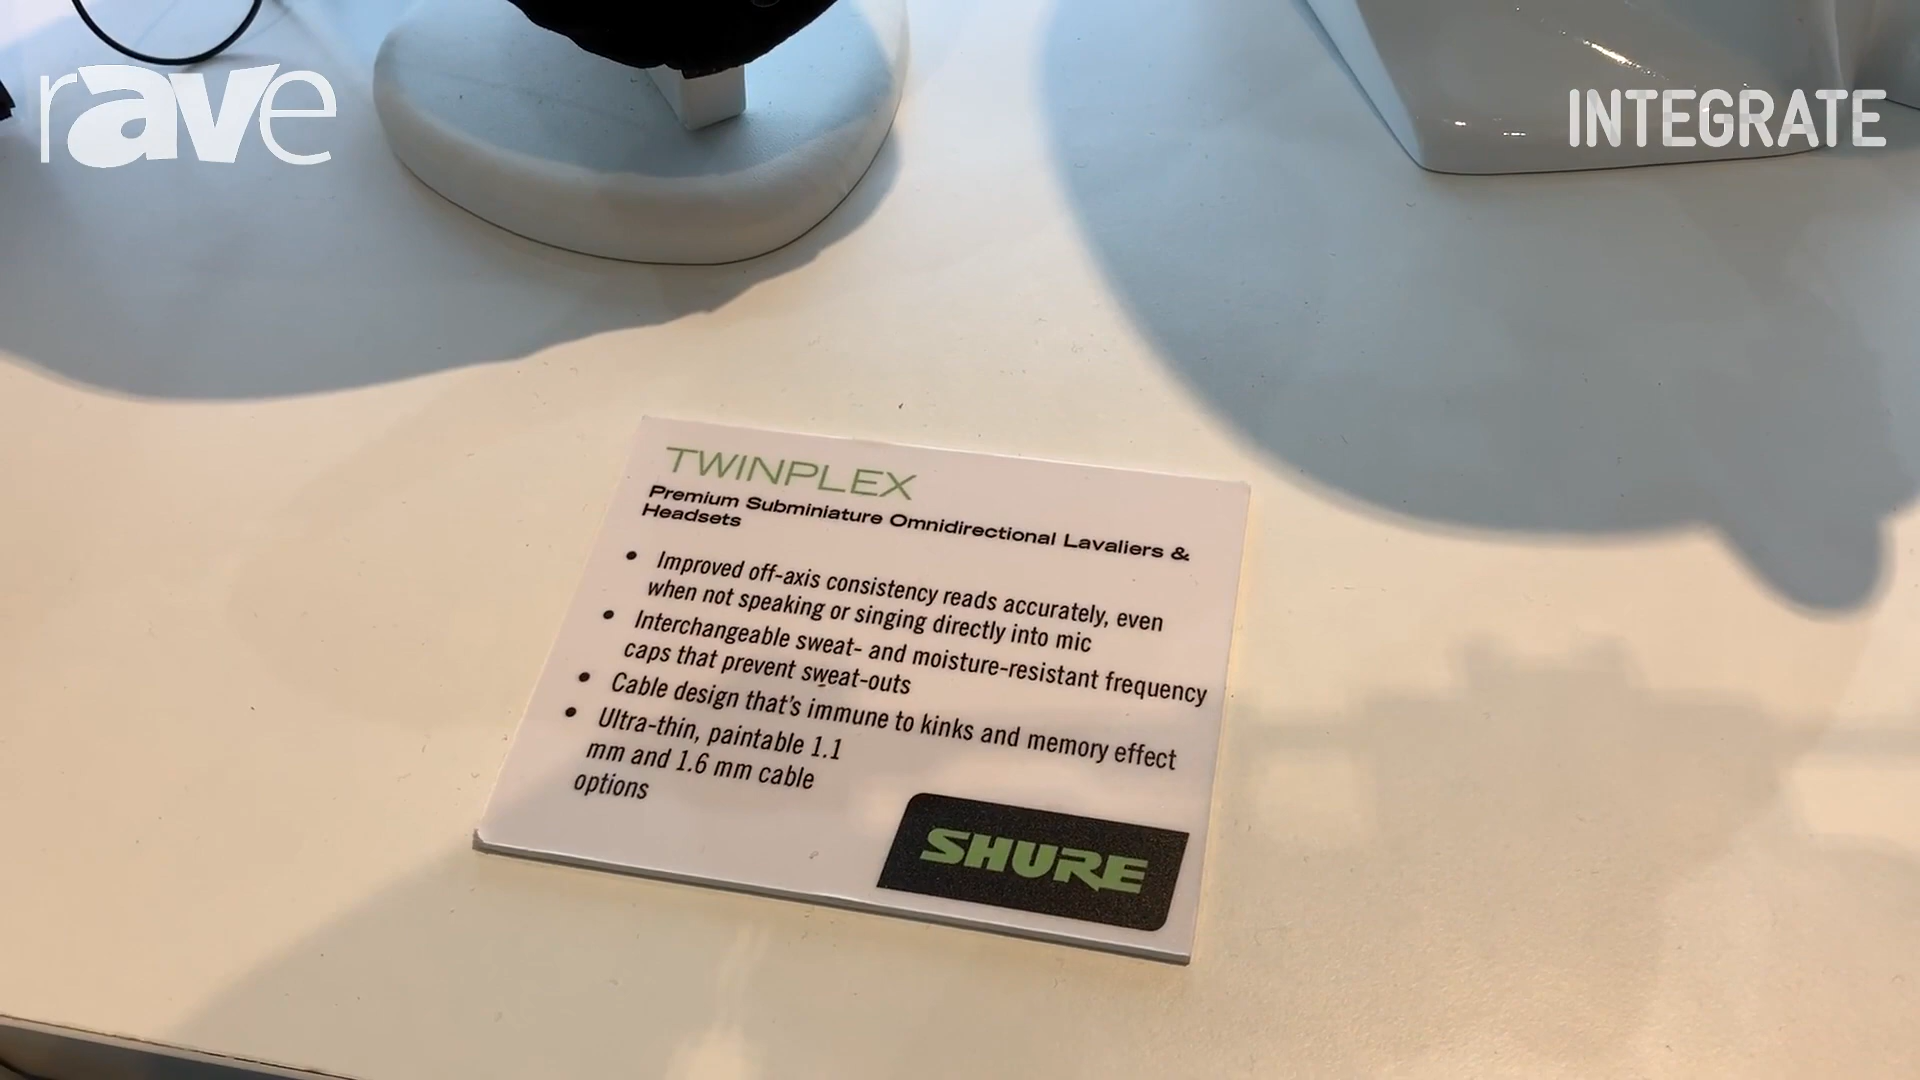 rave
INTEGRATE
TWINPLEX
Premium Subminiature Omnidirectional Lavaliers &
Headsets
• Improved off-axis consistency reads accurately, even
when not speaking or singing directly into mic
• Interchangeable sweat- and moisture-resistant frequency
caps that prevent sweat-outs
• Cable design that's immune to kinks and memory effect
• Ultra-thin, paintable 1.1
mm and 1.6 mm cable
options
SHURE